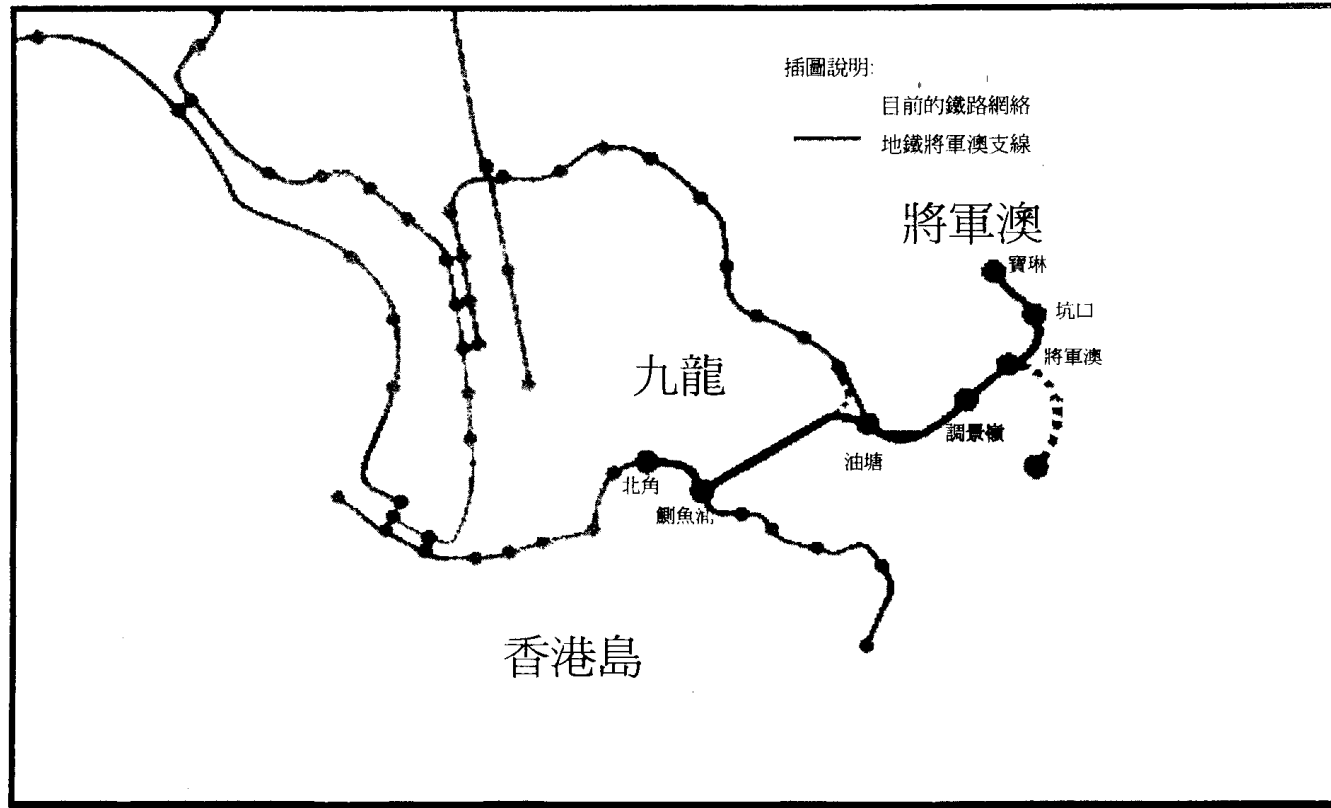 插圖說明:
目前的鐵路網絡
地鐵將軍澳支線
將軍澳
寶琳
坑口
將軍澳
九龍
調景嶺
油塘
北角
鰂魚涌
香港島